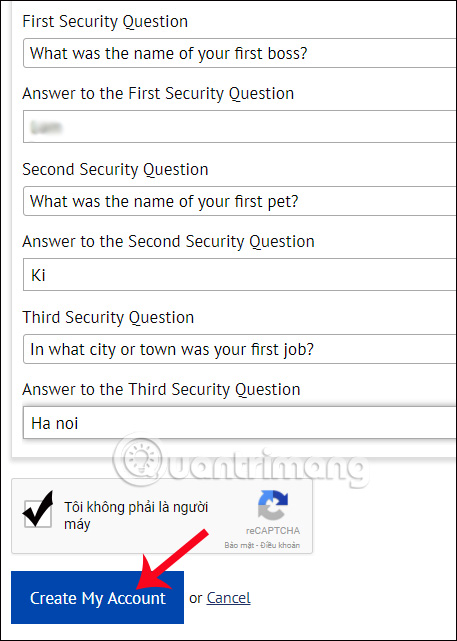 First Security Question
What was the name of your first boss?
Answer to the First Security Question
Second Security Question
What was the name of your first pet?
Answer to the Second Security Question
Ki
Third Security Question
In what city or town was your first job?
Answer to the Third Security Question
Ha noi
Quantrimang
Tôi không phải là người
máy
reCAPTCHA
Bảo mật - Điều khoản
Create My Account or Cancel